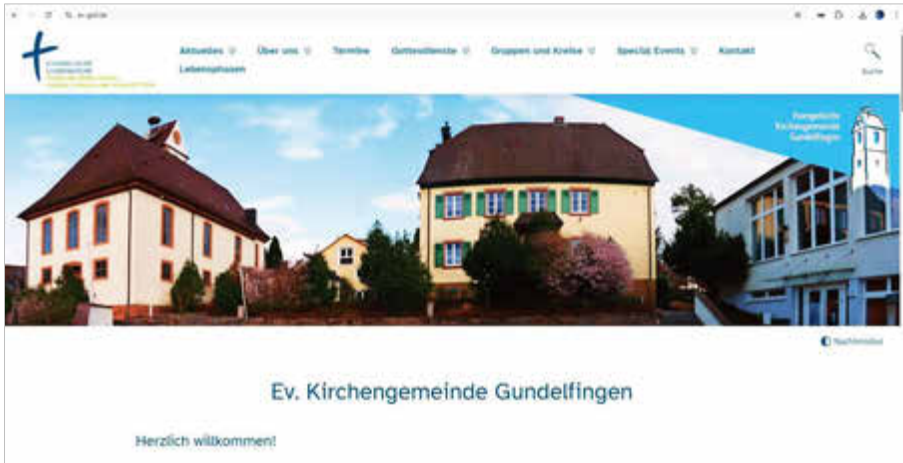 Aktuelles
Über uns
Termine
Gottesdienste
Gruppen und Kreise
Special Events
Kontakt
Lebensphasen
Suche
Evangelische
Kirchengemeinde
Gundelfingen
Nachtmodus
Ev. Kirchengemeinde Gundelfingen
Herzlich willkommen!